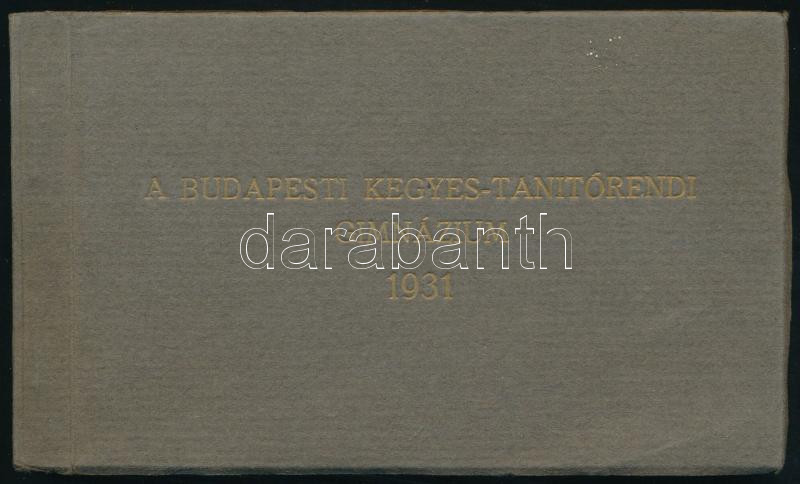 A BUDAPESTI KEGYES-TANITÓRENDI
GIMNÁZIUM
darabanth
1931